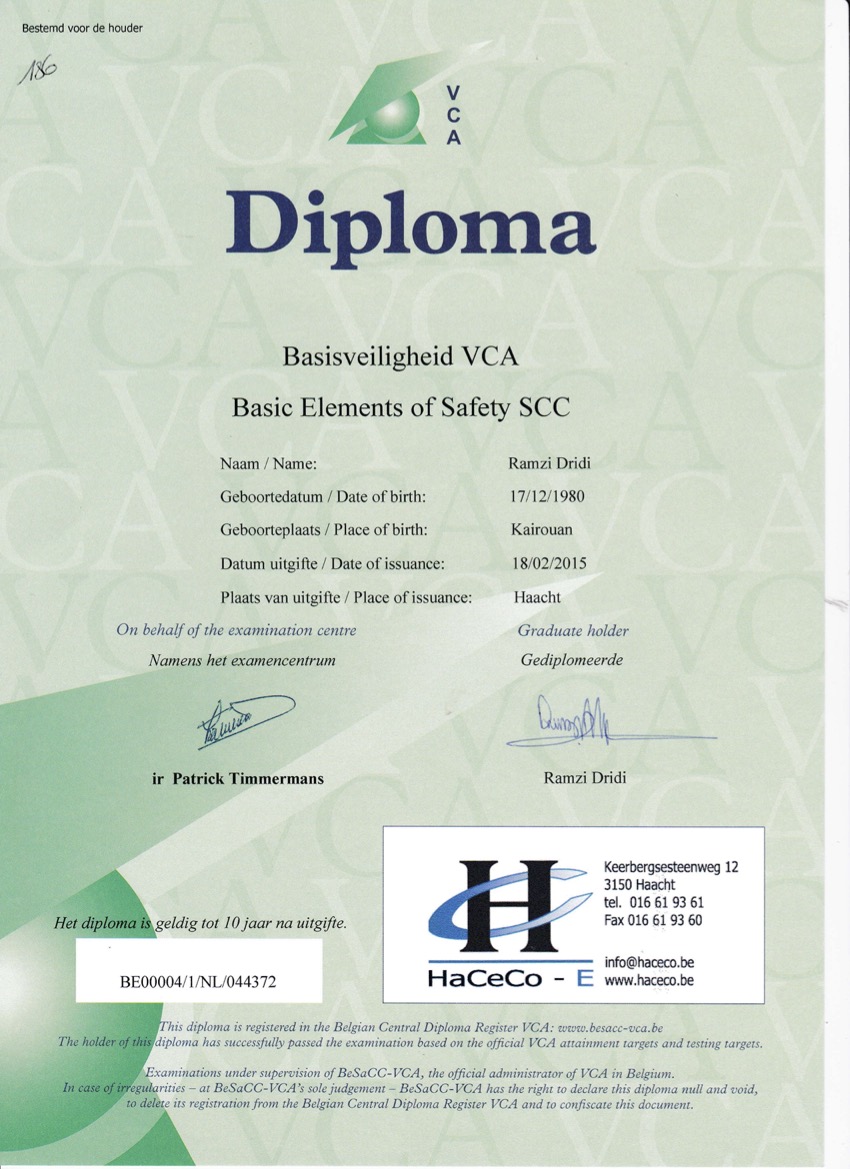 Bestemd voor de houder
186
V
C
A
Diploma
Basisveiligheid VCA
Basic Elements of Safety SCC
Naam / Name: Ramzi Dridi
Geboortedatum / Date of birth: 17/12/1980
Geboorteplaats / Place of birth: Kairouan
Datum uitgifte / Date of issuance: 18/02/2015
Plaats van uitgifte / Place of issuance: Haacht
On behalf of the examination centre Graduate holder
Namens het examencentrum Gediplomeerde
ir Patrick Timmermans Ramzi Dridi
H
HaCeCo - E
Keerbergsesteenweg 12
3150 Haacht
tel. 016 61 93 61
Fax 016 61 93 60
info@haceco.be
www.haceco.be
Het diploma is geldig tot 10 jaar na uitgifte.
BE00004/1/NL/044372
This diploma is registered in the Belgian Central Diploma Register VCA: www.besacc-vca.be
The holder of this diploma has successfully passed the examination based on the official VCA attainment targets and testing targets.
Examinations under supervision of BeSaCC-VCA, the official administrator of VCA in Belgium.
In case of irregularities – at BeSaCC-VCA's sole judgement – BeSaCC-VCA has the right to declare this diploma null and void,
to delete its registration from the Belgian Central Diploma Register VCA and to confiscate this document.